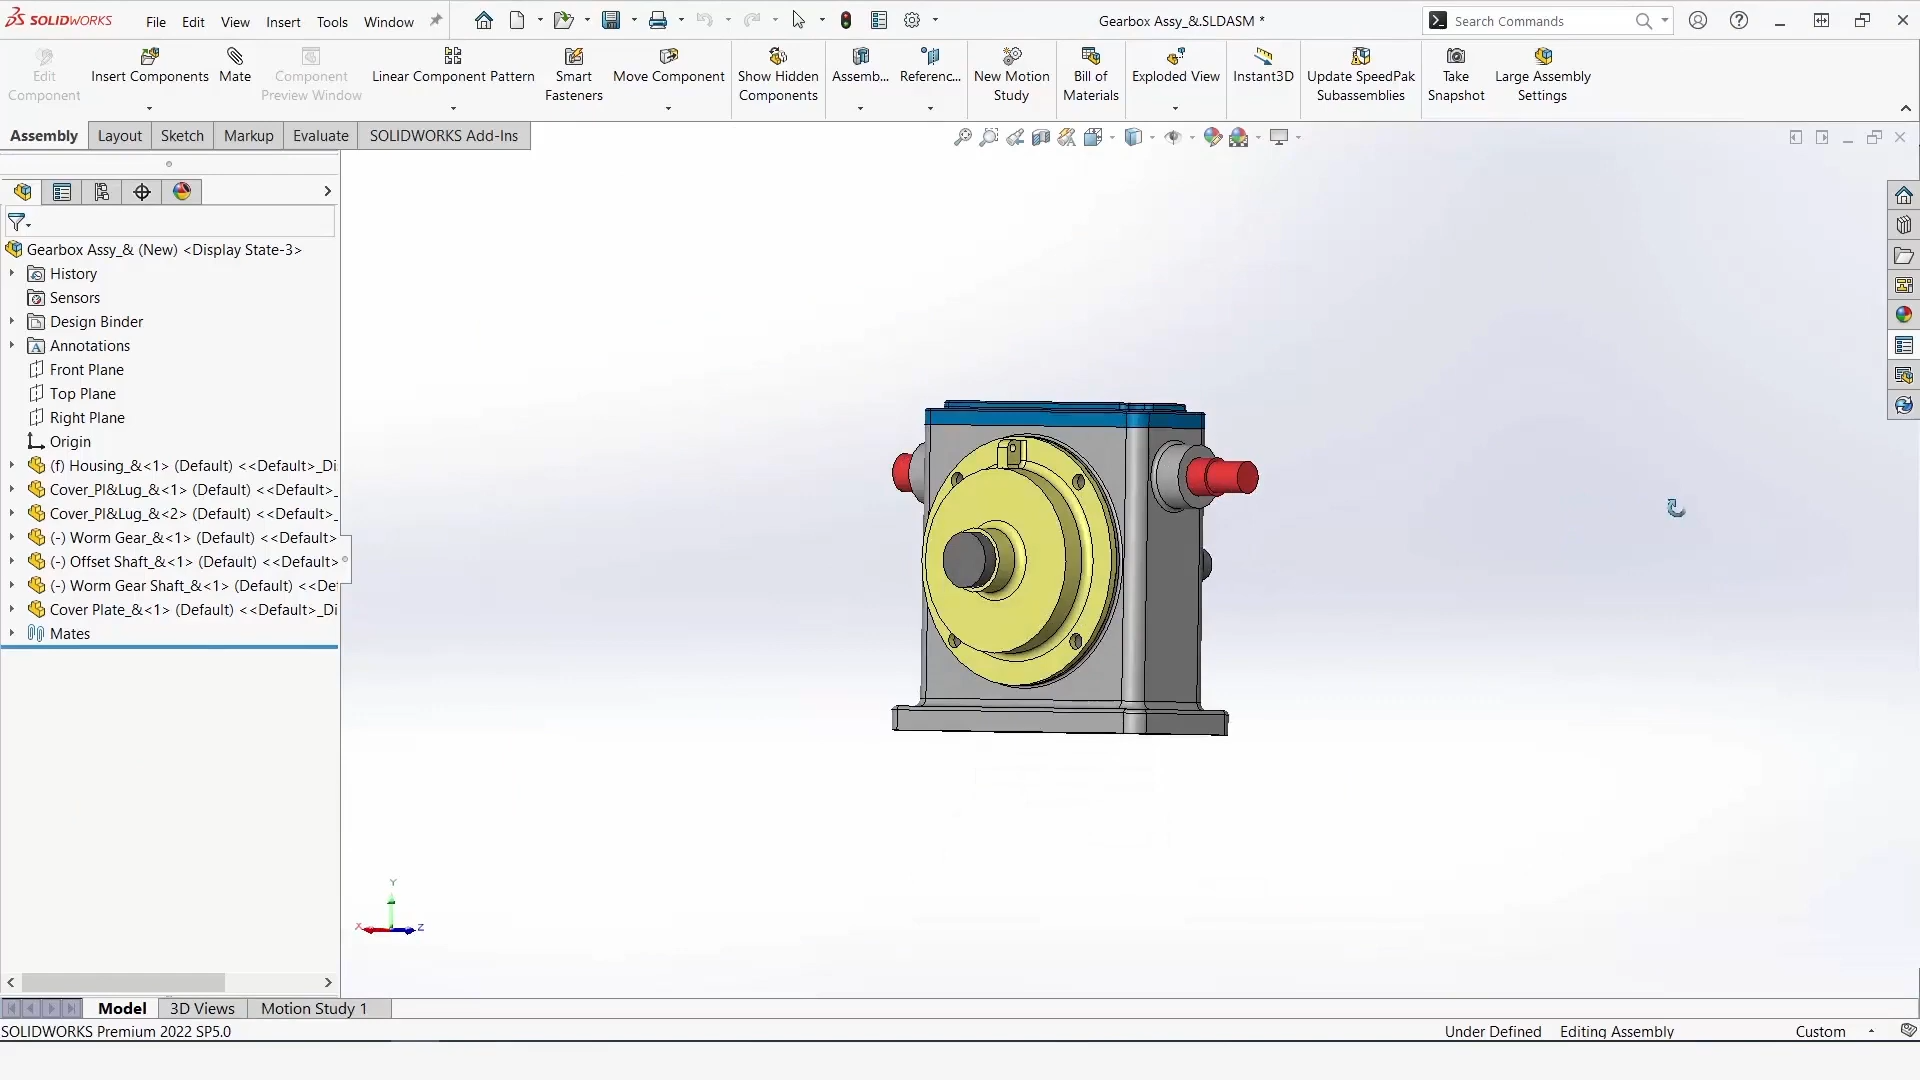 SOLIDWORKS File Edit View Insert Tools Window Gearbox Assy_&.SLDASM * Search Commands
Edit Component Insert Components Mate Component Preview Window Linear Component Pattern Smart Fasteners Move Component Show Hidden Components Assemb... Referenc... New Motion Study Bill of Materials Exploded View Instant3D Update SpeedPak Subassemblies Take Snapshot Large Assembly Settings
Assembly Layout Sketch Markup Evaluate SOLIDWORKS Add-Ins
Gearbox Assy_& (New) <Display State-3>
History
Sensors
Design Binder
Annotations
Front Plane
Top Plane
Right Plane
Origin
(f) Housing_&<1> (Default) <<Default>_Di
Cover_Pl&Lug_&<1> (Default) <<Default>_
Cover_Pl&Lug_&<2> (Default) <<Default>_
(-) Worm Gear_&<1> (Default) <<Default>
(-) Offset Shaft_&<1> (Default) <<Default>
(-) Worm Gear Shaft_&<1> (Default) <<De
Cover Plate_&<1> (Default) <<Default>_Di
Mates
Y
X Z
Model 3D Views Motion Study 1
SOLIDWORKS Premium 2022 SP5.0 Under Defined Editing Assembly Custom